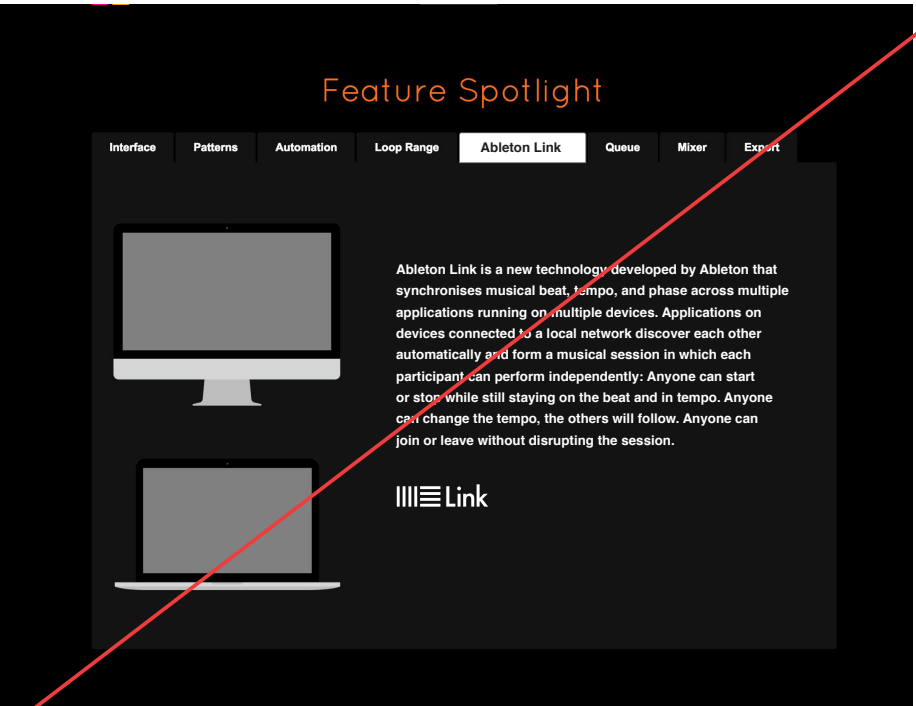 Feature Spotlight
Interface Patterns Automation Loop Range Ableton Link Queue Mixer Export
Ableton Link is a new technology developed by Ableton that
synchronises musical beat, tempo, and phase across multiple
applications running on multiple devices. Applications on
devices connected to a local network discover each other
automatically and form a musical session in which each
participant can perform independently: Anyone can start
or stop while still staying on the beat and in tempo. Anyone
can change the tempo, the others will follow. Anyone can
join or leave without disrupting the session.
Link